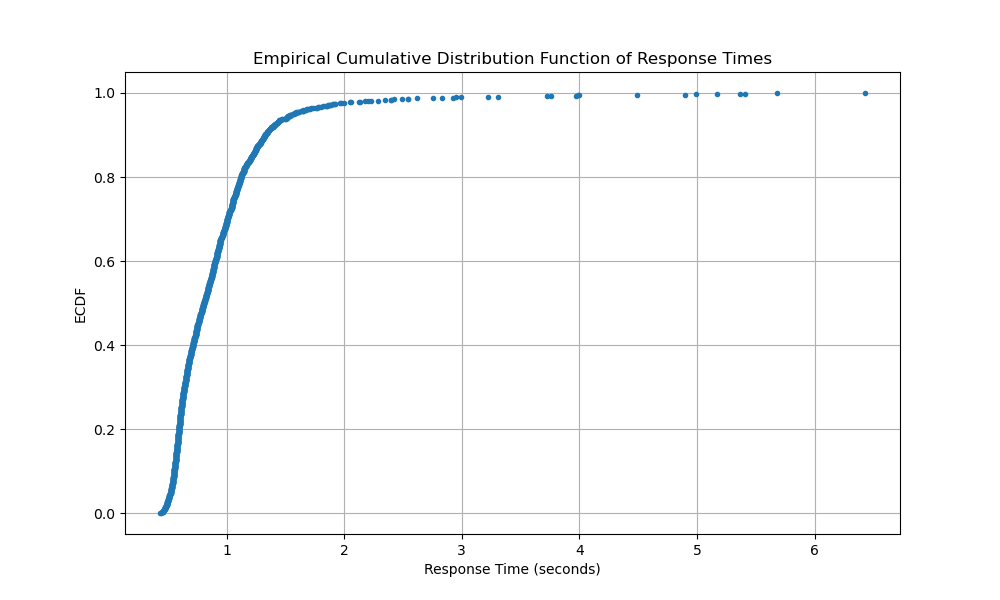 Empirical Cumulative Distribution Function of Response Times
1.0
0.8
0.6
0.4
0.2
0.0
ECDF
1 2 3 4 5 6
Response Time (seconds)